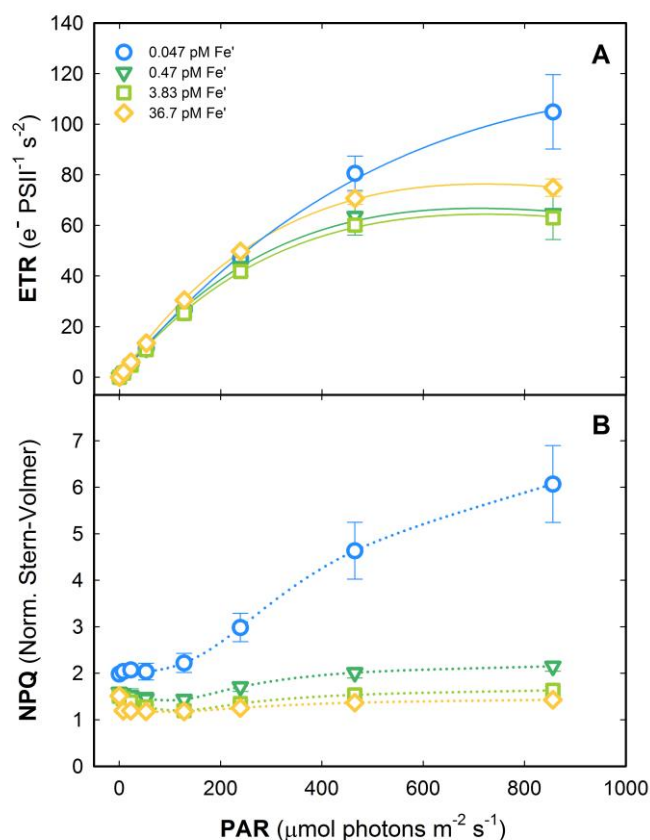 140
120
100
80
60
40
20
0
ETR (e⁻ PSII⁻¹ s⁻²)
0.047 pM Fe'
0.47 pM Fe'
3.83 pM Fe'
36.7 pM Fe'
A
7
6
5
4
3
2
1
0
NPQ (Norm. Stern-Volmer)
B
0 200 400 600 800 1000
PAR (μmol photons m⁻² s⁻¹)